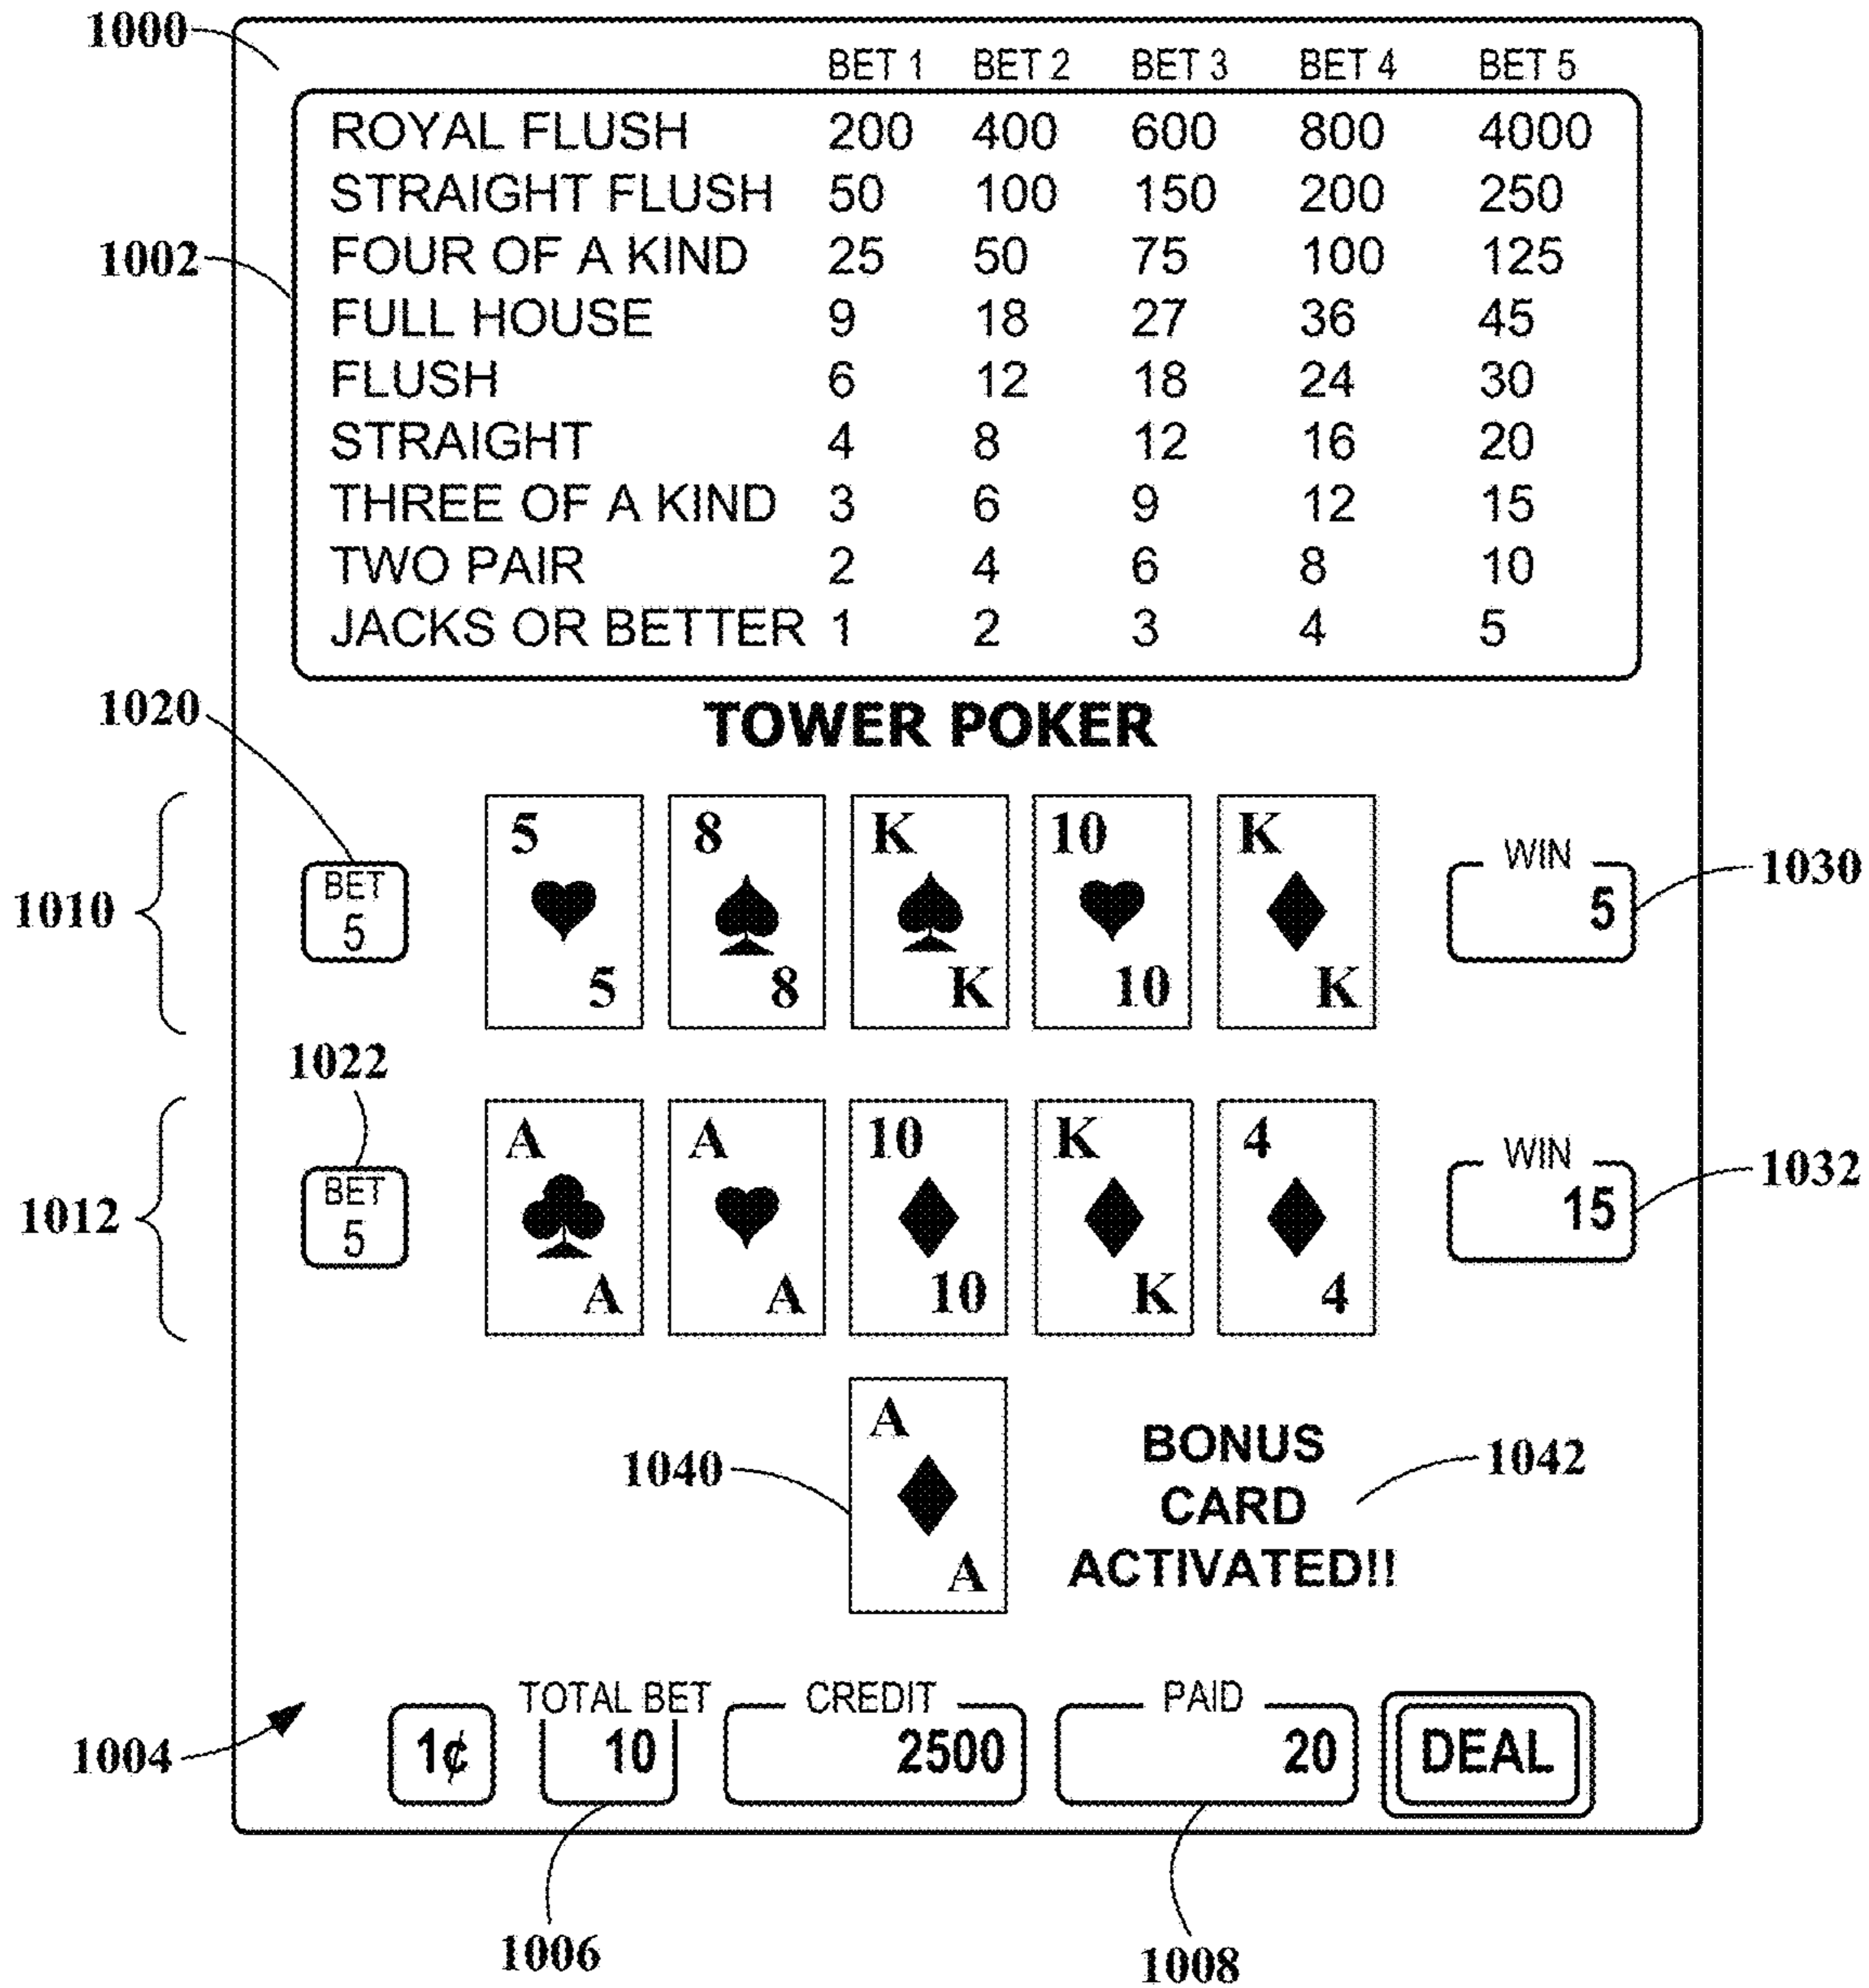 1000
BET 1 BET 2 BET 3 BET 4 BET 5
ROYAL FLUSH 200 400 600 800 4000
STRAIGHT FLUSH 50 100 150 200 250
1002
FOUR OF A KIND 25 50 75 100 125
FULL HOUSE 9 18 27 36 45
FLUSH 6 12 18 24 30
STRAIGHT 4 8 12 16 20
THREE OF A KIND 3 6 9 12 15
TWO PAIR 2 4 6 8 10
JACKS OR BETTER 1 2 3 4 5
1020
TOWER POKER
5 8 K 10 K
WIN
1030
BET
5
5
1010
5 8 K 10 K
1022
A A 10 K 4
WIN
1032
BET
15
5
1012
A A 10 K 4
A
BONUS
1042
1040
CARD
ACTIVATED!!
A
TOTAL BET CREDIT PAID
1004
1¢ 10 2500 20 DEAL
1006
1008